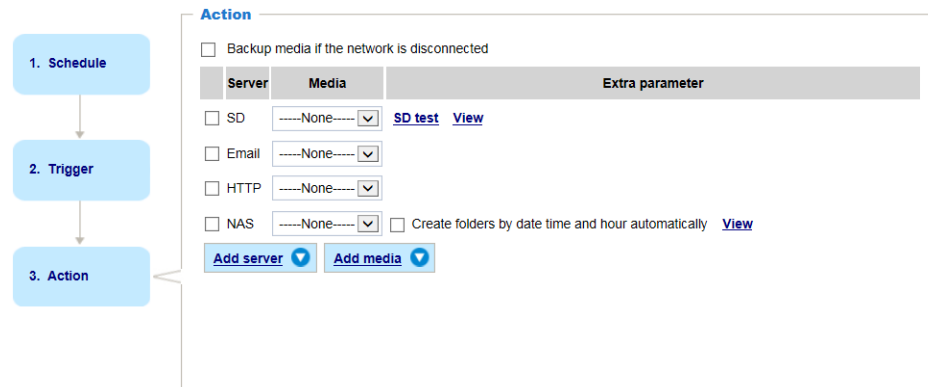 Action
Backup media if the network is disconnected
1. Schedule
Server Media Extra parameter
SD -----None----- SD test View
Email -----None-----
2. Trigger
HTTP -----None-----
NAS -----None----- Create folders by date time and hour automatically View
Add server Add media
3. Action